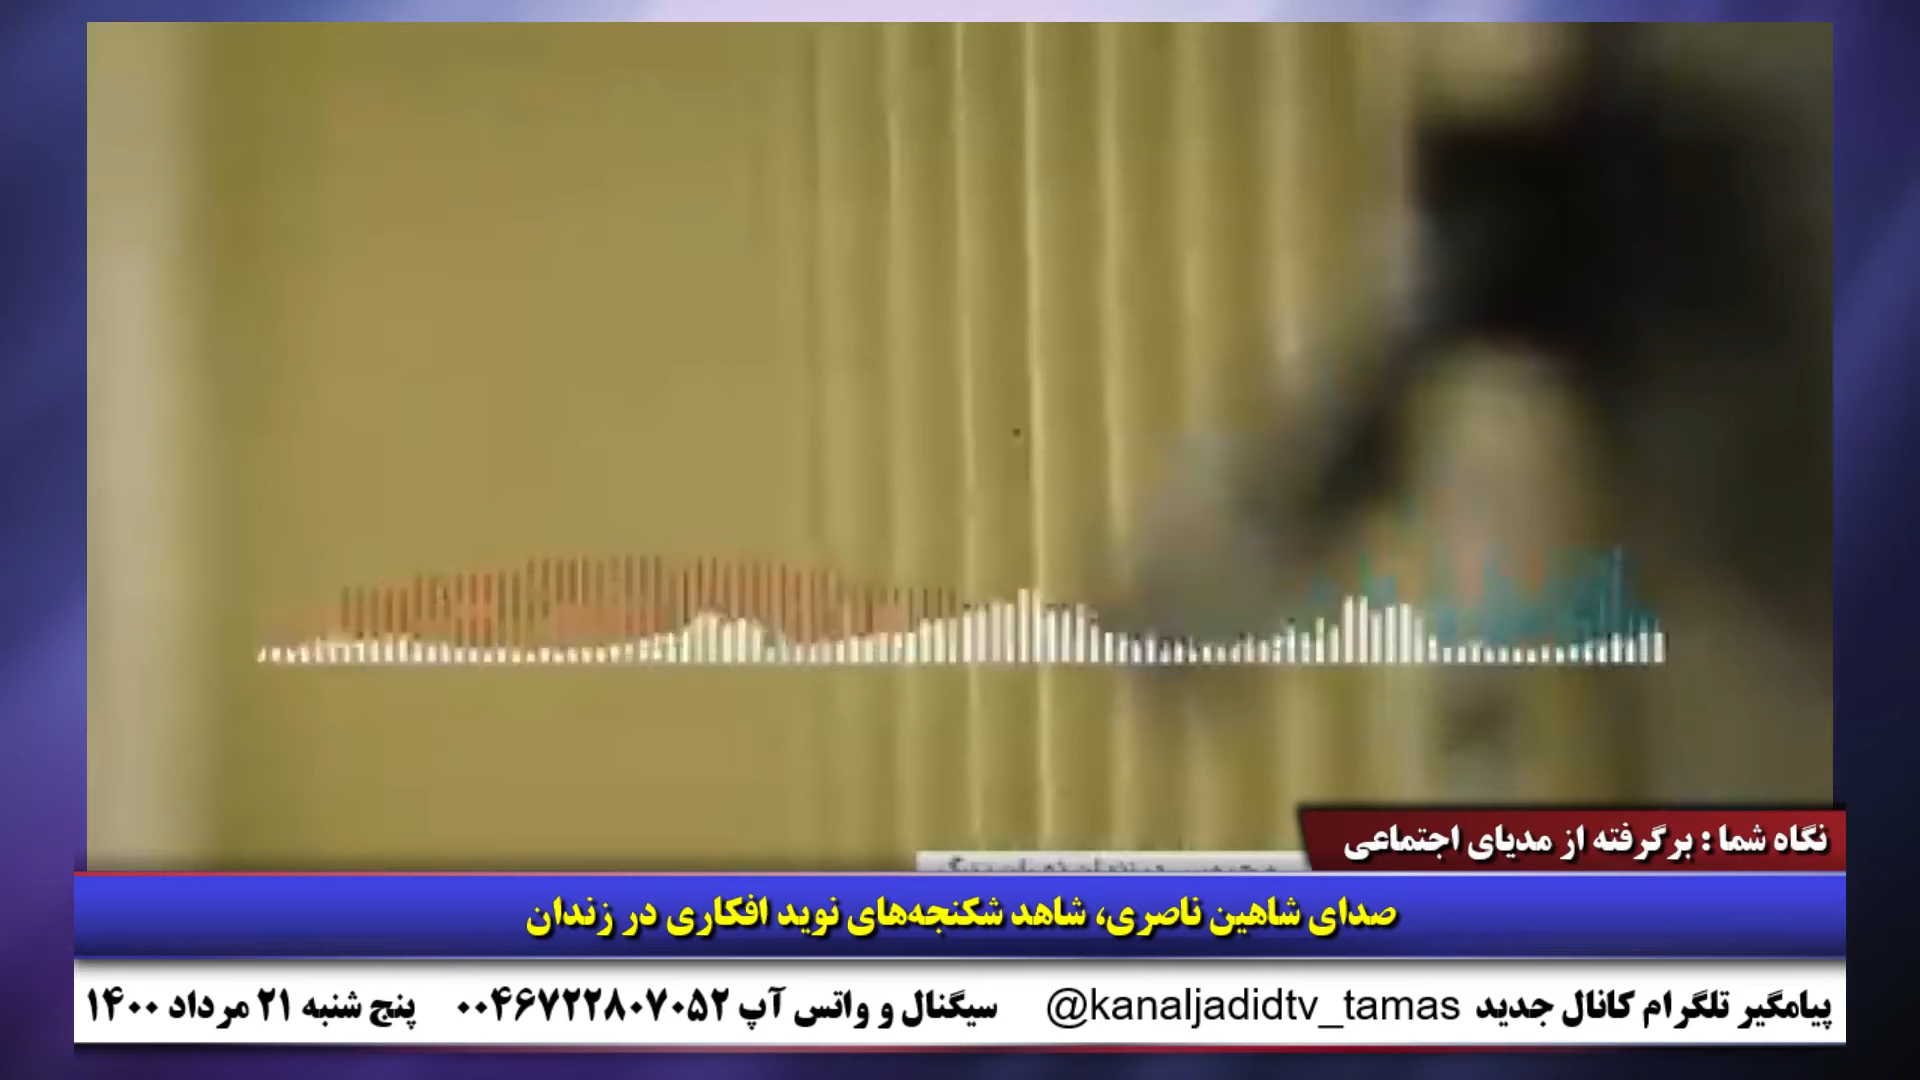 نگاه شما : برگرفته از مدیای اجتماعی
صدای شاهین ناصری، شاهد شکنجه‌های نوید افکاری در زندان
پیامگیر تلگرام کانال جدید @kanaljadidtv_tamas سیگنال و واتس آپ ۰۰۴۶۷۲۲۸۰۷۰۵۲ پنج شنبه ۲۱ مرداد ۱۴۰۰